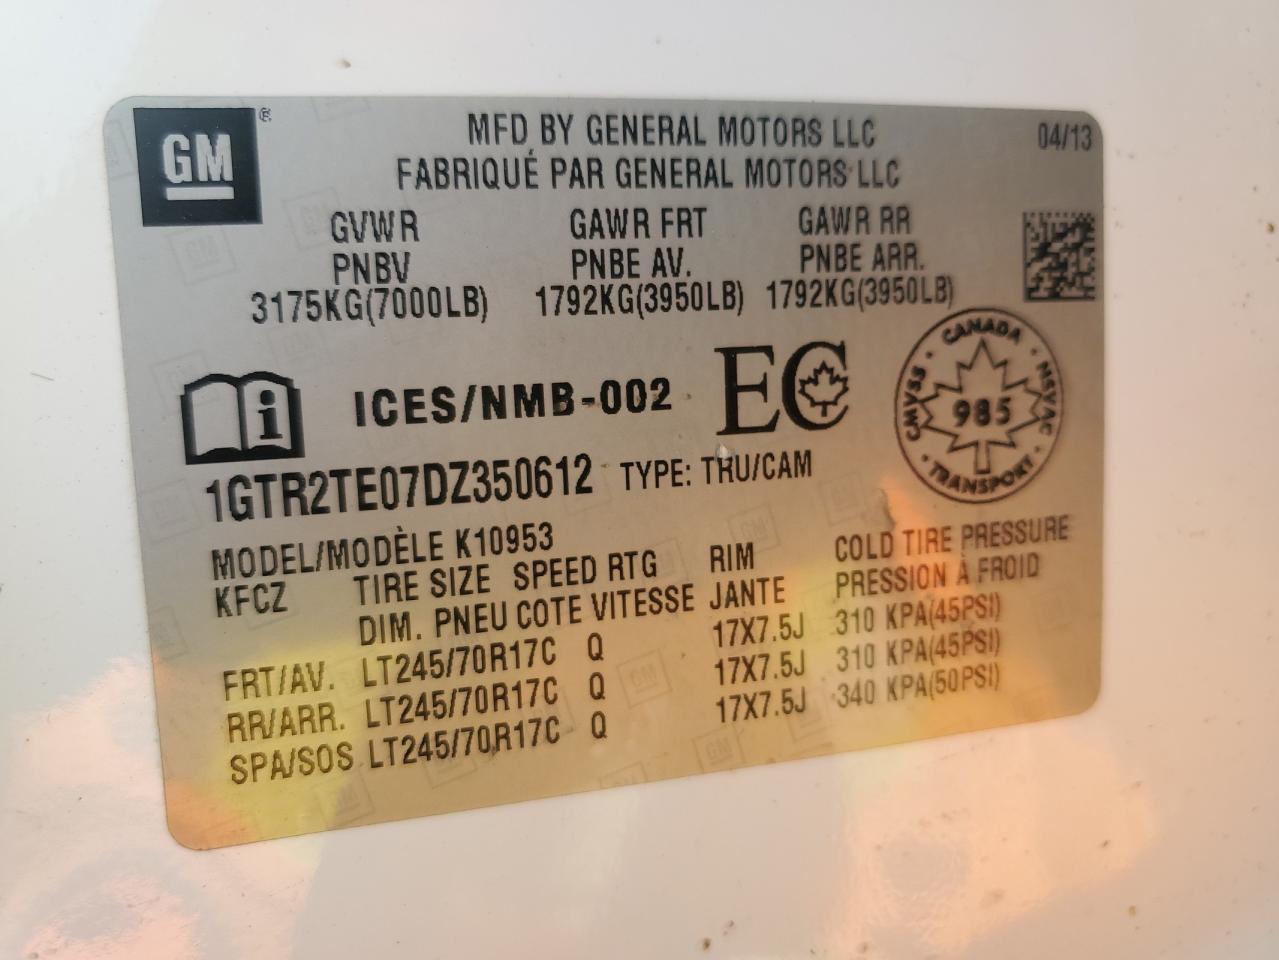 GM ®
MFD BY GENERAL MOTORS LLC
04/13
FABRIQUÉ PAR GENERAL MOTORS LLC
GVWR GAWR FRT GAWR RR
PNBV PNBE AV. PNBE ARR.
3175KG(7000LB) 1792KG(3950LB) 1792KG(3950LB)
i ICES/NMB-002 EC
CANADA · NSVAC · TRANSPORT · CMVSS ·
985
1GTR2TE07DZ350612 TYPE: TRU/CAM
MODEL/MODÈLE K10953
KFCZ TIRE SIZE SPEED RTG RIM COLD TIRE PRESSURE
DIM. PNEU COTE VITESSE JANTE PRESSION À FROID
FRT/AV. LT245/70R17C Q 17X7.5J 310 KPA(45PSI)
RR/ARR. LT245/70R17C Q 17X7.5J 310 KPA(45PSI)
SPA/SOS LT245/70R17C Q 17X7.5J 340 KPA(50PSI)